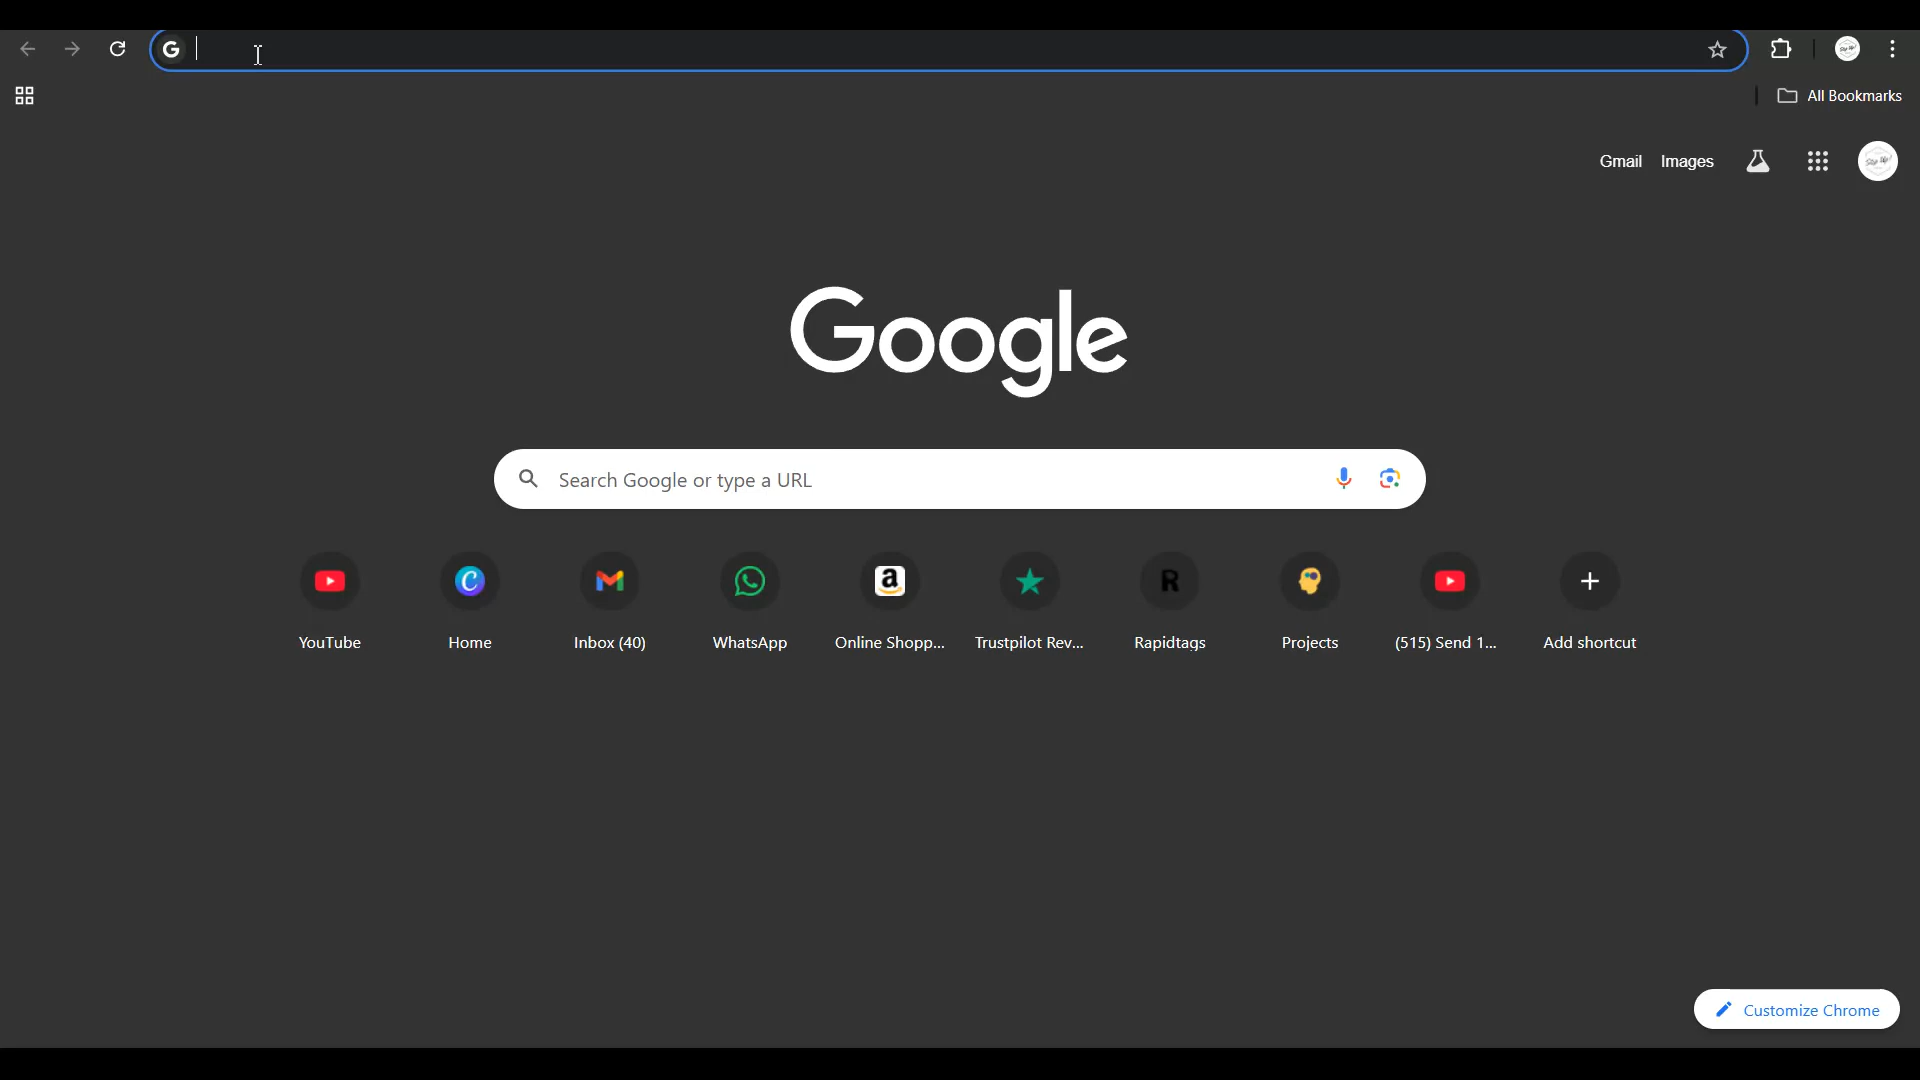 All Bookmarks
Gmail Images
Google
Search Google or type a URL
YouTube Home Inbox (40) WhatsApp Online Shopp... Trustpilot Rev... Rapidtags Projects (515) Send 1... Add shortcut
Customize Chrome